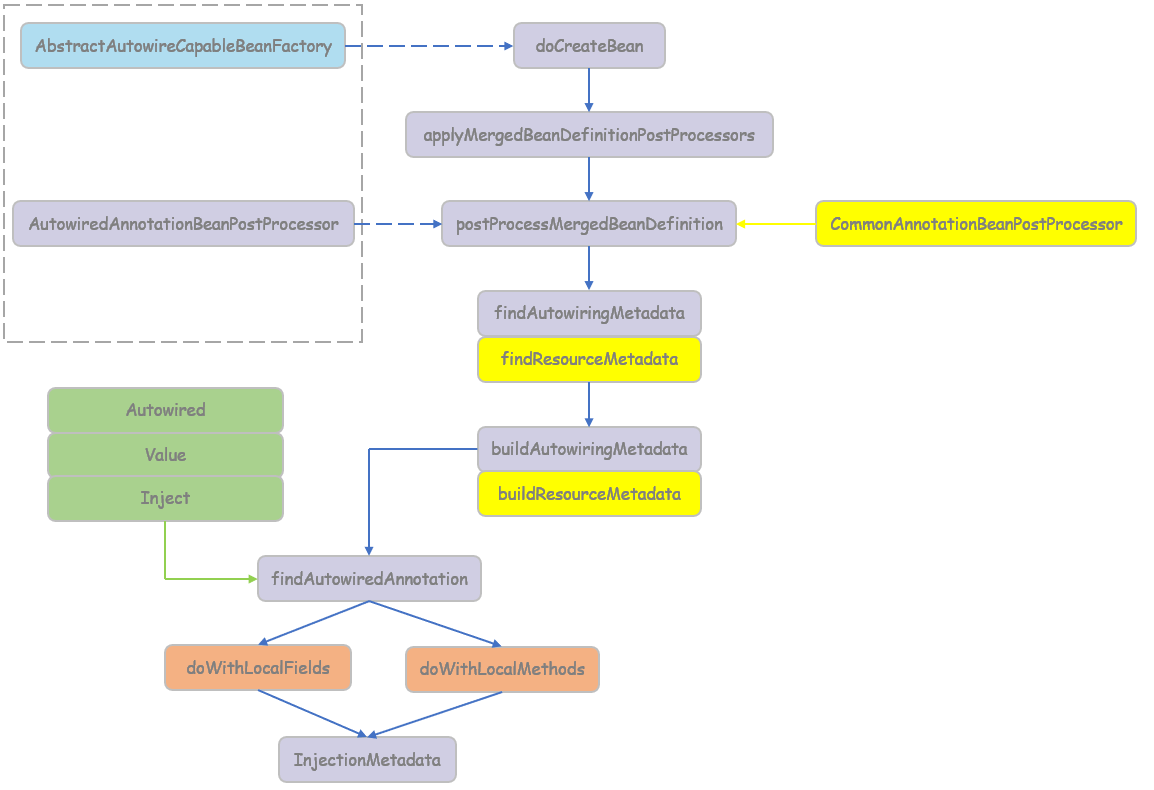 AbstractAutowireCapableBeanFactory
doCreateBean
applyMergedBeanDefinitionPostProcessors
AutowiredAnnotationBeanPostProcessor
postProcessMergedBeanDefinition
CommonAnnotationBeanPostProcessor
findAutowiringMetadata
findResourceMetadata
Autowired
Value
Inject
buildAutowiringMetadata
buildResourceMetadata
findAutowiredAnnotation
doWithLocalFields
doWithLocalMethods
InjectionMetadata